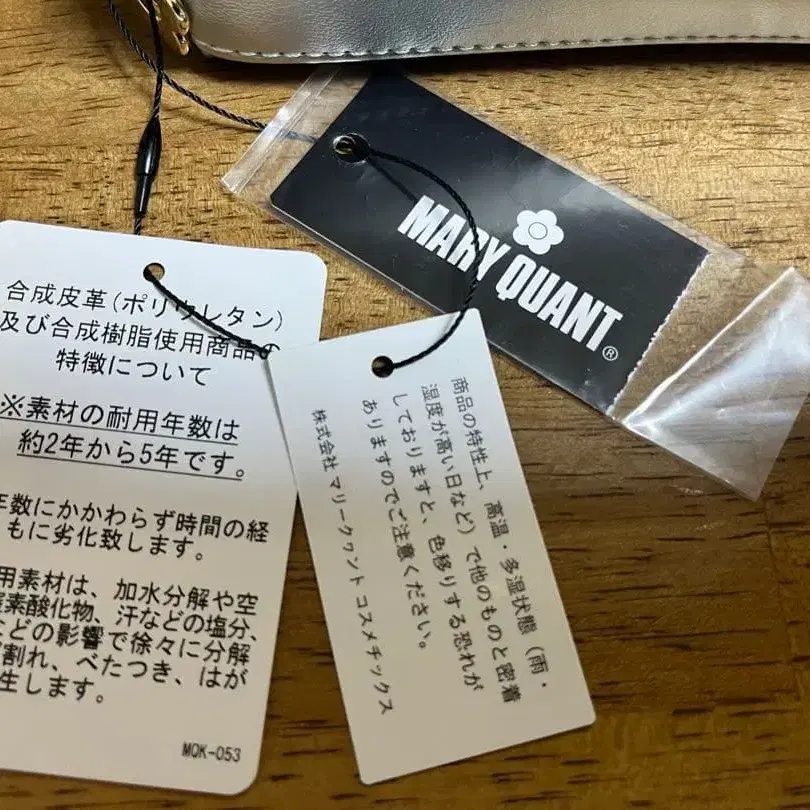 MARY QUANT®
合成皮革(ポリウレタン)
及び合成樹脂使用商品の
特徴について
※素材の耐用年数は
約2年から5年です。
年数にかかわらず時間の経
もに劣化致します。
用素材は、加水分解や空
窒素酸化物、汗などの塩分、
などの影響で徐々に分解
割れ、べたつき、はが
生します。
MQK-053
商品の特性上、高温・多湿状態(雨・
湿度が高い日など)で他のものと密着
しておりますと、色移りする恐れが
ありますのでご注意ください。
株式会社 マリークヮント コスメチックス